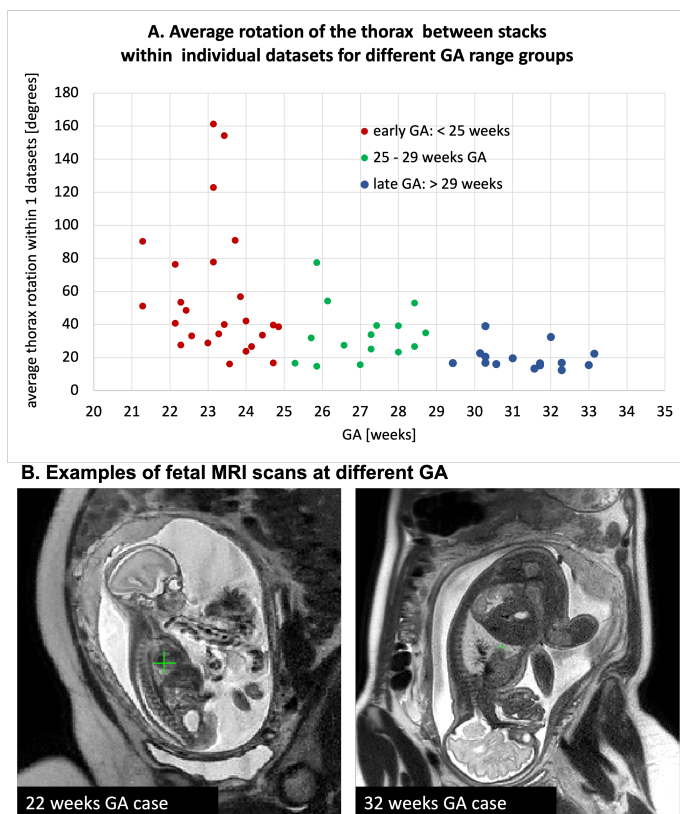 A. Average rotation of the thorax between stacks
within individual datasets for different GA range groups
average thorax rotation within 1 datasets [degrees]
180
160
140
120
100
80
60
40
20
0
early GA: < 25 weeks
25 - 29 weeks GA
late GA: > 29 weeks
20 21 22 23 24 25 26 27 28 29 30 31 32 33 34 35
GA [weeks]
B. Examples of fetal MRI scans at different GA
22 weeks GA case
32 weeks GA case